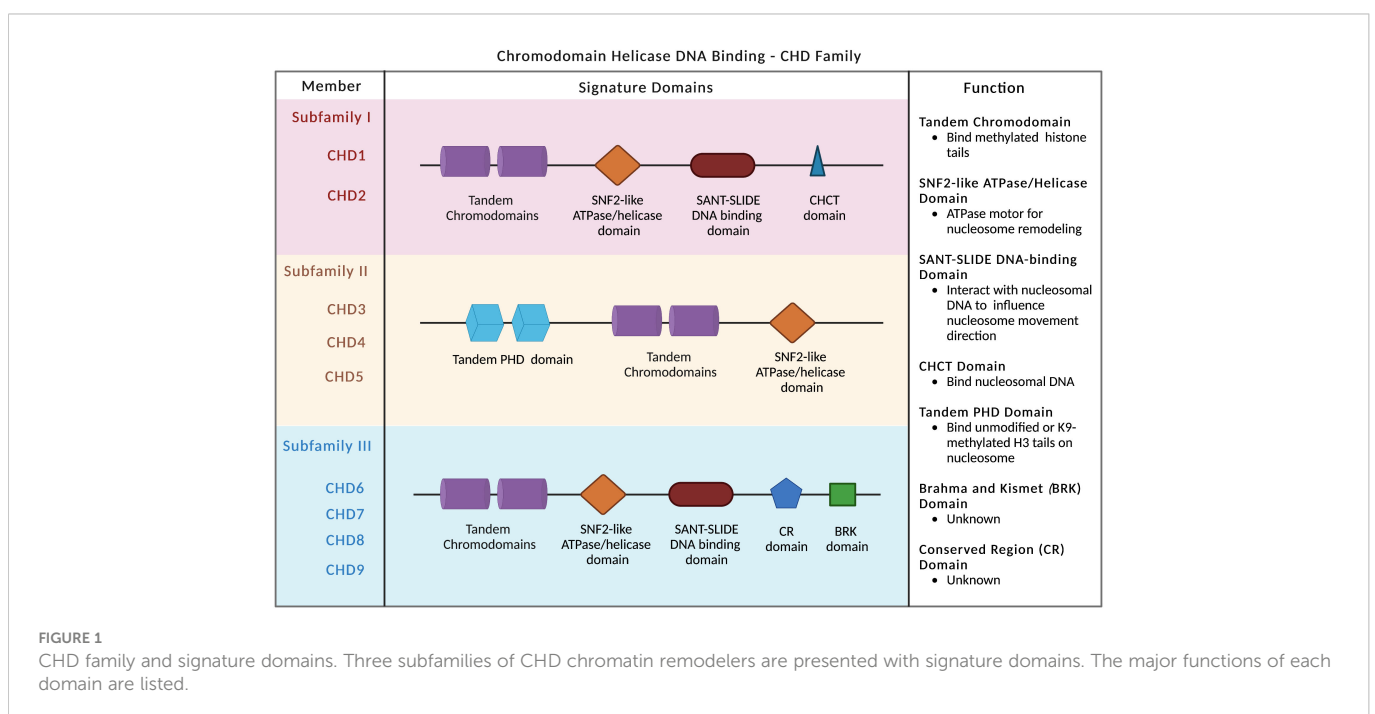 Chromodomain Helicase DNA Binding - CHD Family
Member
Signature Domains
Function
Subfamily I
CHD1
CHD2
Tandem
Chromodomains
SNF2-like
ATPase/helicase
domain
SANT-SLIDE
DNA binding
domain
CHCT
domain
Subfamily II
CHD3
CHD4
CHD5
Tandem PHD domain
Tandem
Chromodomains
SNF2-like
ATPase/helicase
domain
Subfamily III
CHD6
CHD7
CHD8
CHD9
Tandem
Chromodomains
SNF2-like
ATPase/helicase
domain
SANT-SLIDE
DNA binding
domain
CR
domain
BRK
domain
Tandem Chromodomain
• Bind methylated histone
tails
SNF2-like ATPase/Helicase
Domain
• ATPase motor for
nucleosome remodeling
SANT-SLIDE DNA-binding
Domain
• Interact with nucleosomal
DNA to influence
nucleosome movement
direction
CHCT Domain
• Bind nucleosomal DNA
Tandem PHD Domain
• Bind unmodified or K9-
methylated H3 tails on
nucleosome
Brahma and Kismet (BRK)
Domain
• Unknown
Conserved Region (CR)
Domain
• Unknown
FIGURE 1
CHD family and signature domains. Three subfamilies of CHD chromatin remodelers are presented with signature domains. The major functions of each
domain are listed.